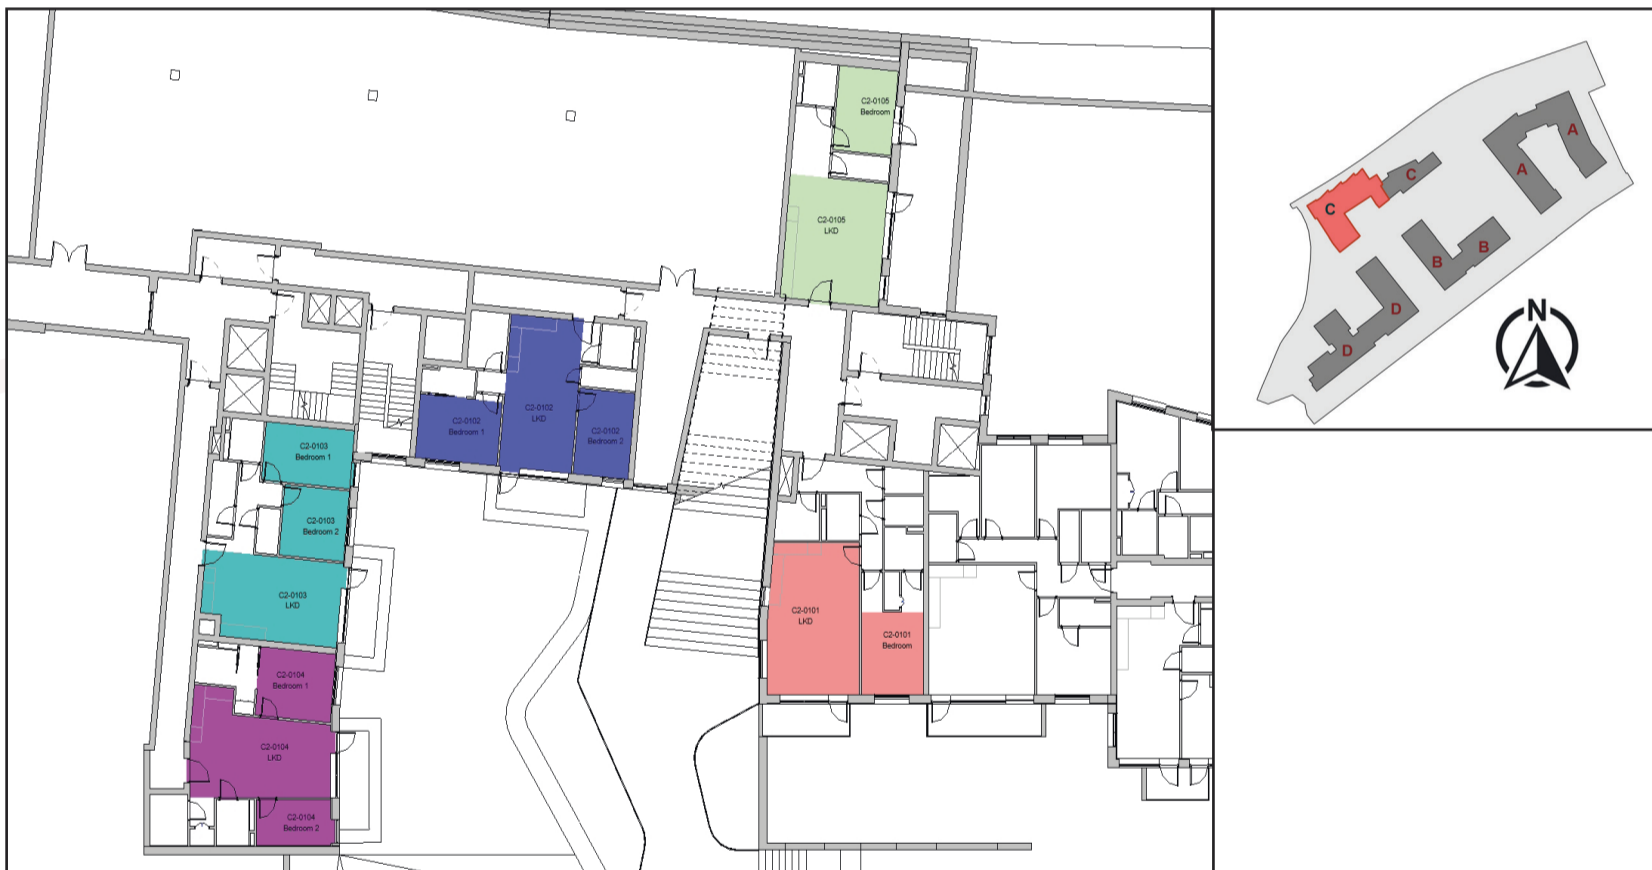 C2-0105
Bedroom
C2-0105
LKD
C2-0102
Bedroom 1
C2-0102
LKD
C2-0102
Bedroom 2
C2-0103
Bedroom 1
C2-0103
Bedroom 2
C2-0103
LKD
C2-0104
Bedroom 1
C2-0104
LKD
C2-0104
Bedroom 2
C2-0101
LKD
C2-0101
Bedroom
A
A
C
C
B
B
D
D
N